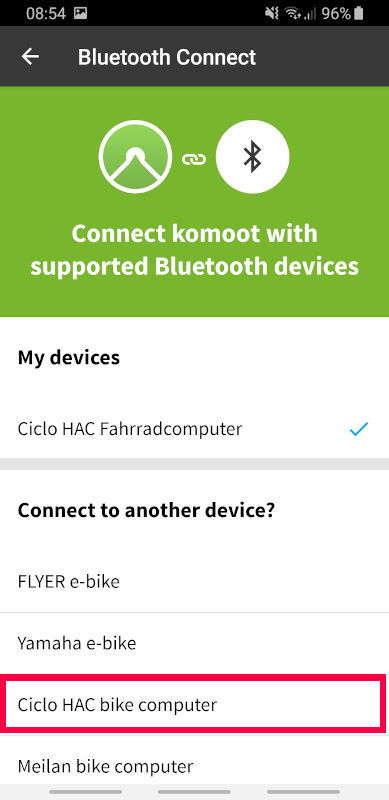 08:54 96%
Bluetooth Connect
Connect komoot with
supported Bluetooth devices
My devices
Ciclo HAC Fahrradcomputer
Connect to another device?
FLYER e-bike
Yamaha e-bike
Ciclo HAC bike computer
Meilan bike computer